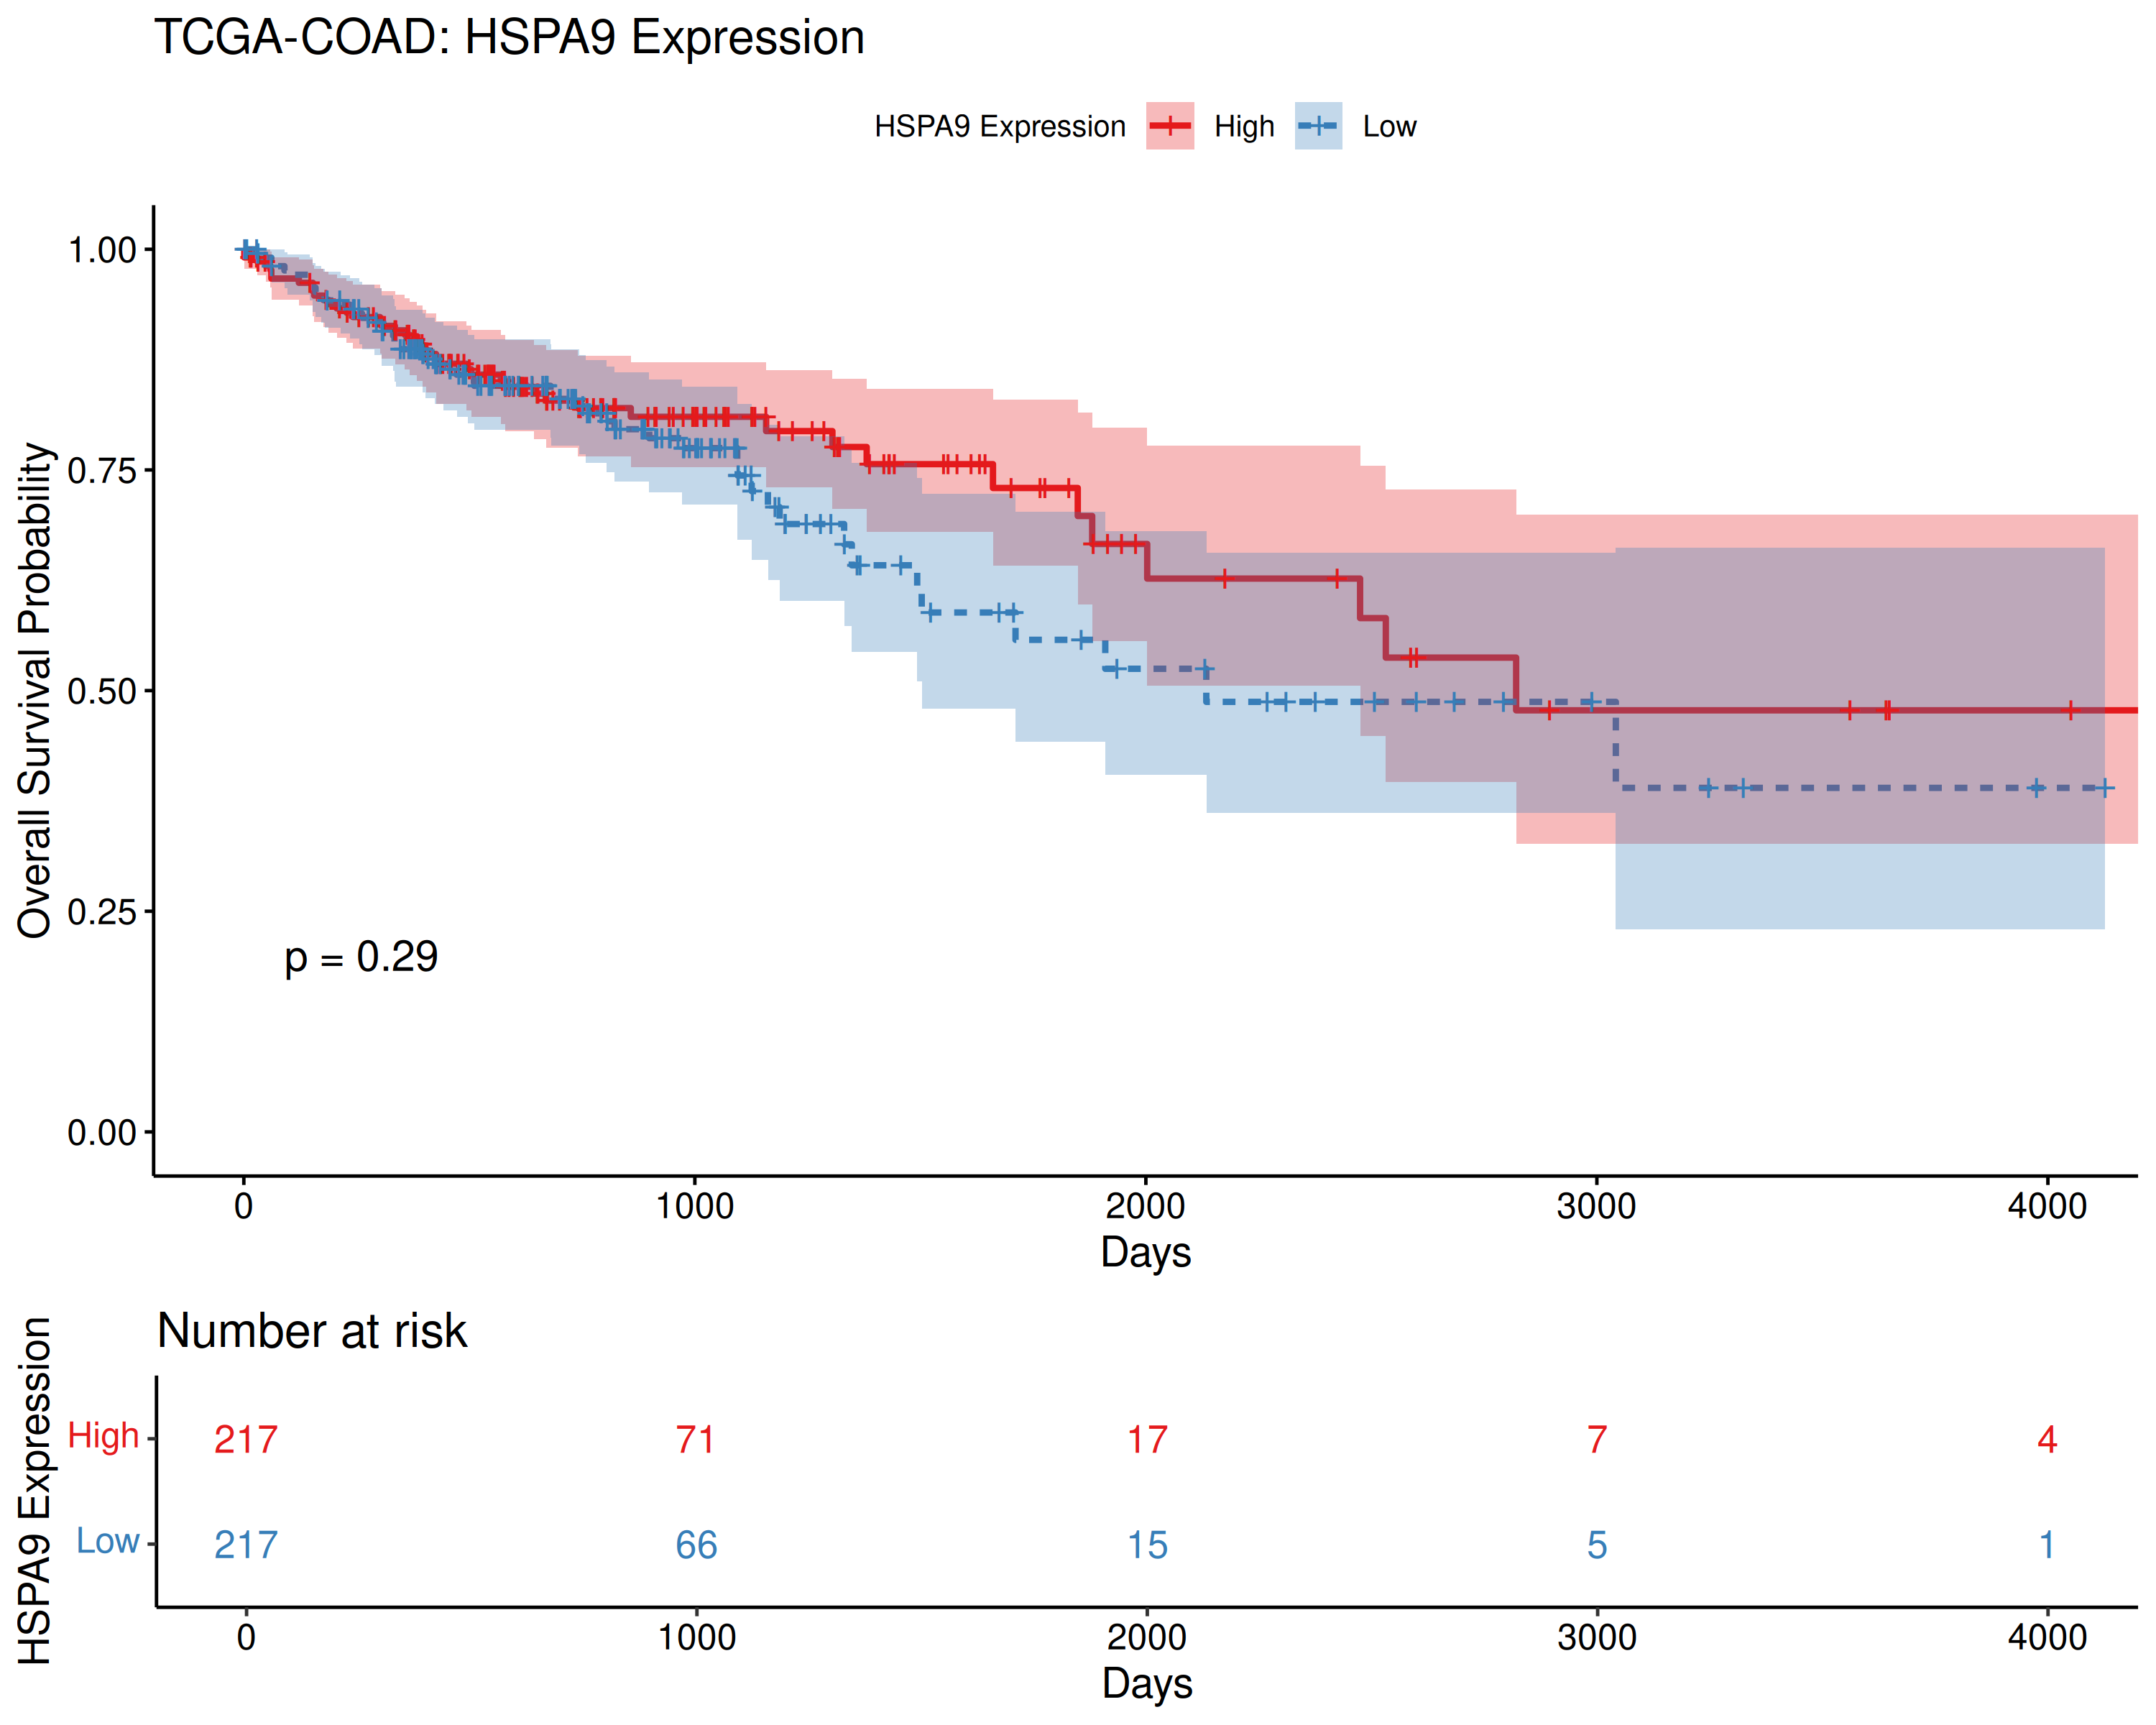 TCGA-COAD: HSPA9 Expression
HSPA9 Expression High Low
Overall Survival Probability
1.00
0.75
0.50
0.25
0.00
p = 0.29
0 1000 2000 3000 4000
Days
Number at risk
HSPA9 Expression
High 217 71 17 7 4
Low 217 66 15 5 1
0 1000 2000 3000 4000
Days